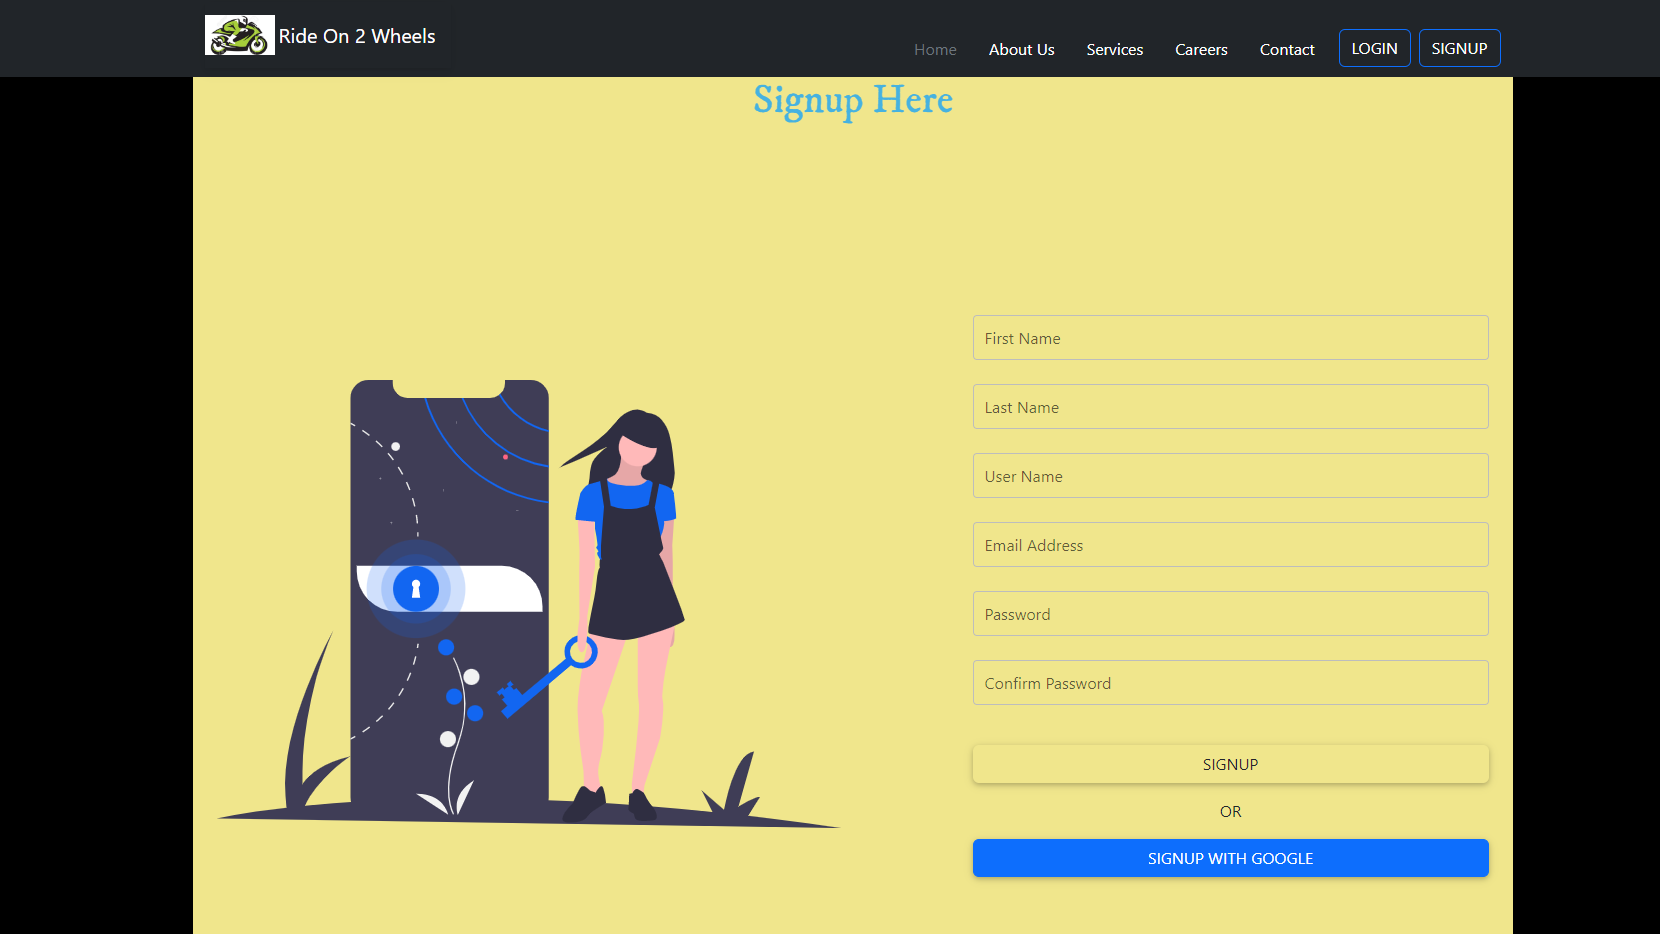 Ride On 2 Wheels
Home About Us Services Careers Contact LOGIN SIGNUP
Signup Here
First Name
Last Name
User Name
Email Address
Password
Confirm Password
SIGNUP
OR
SIGNUP WITH GOOGLE